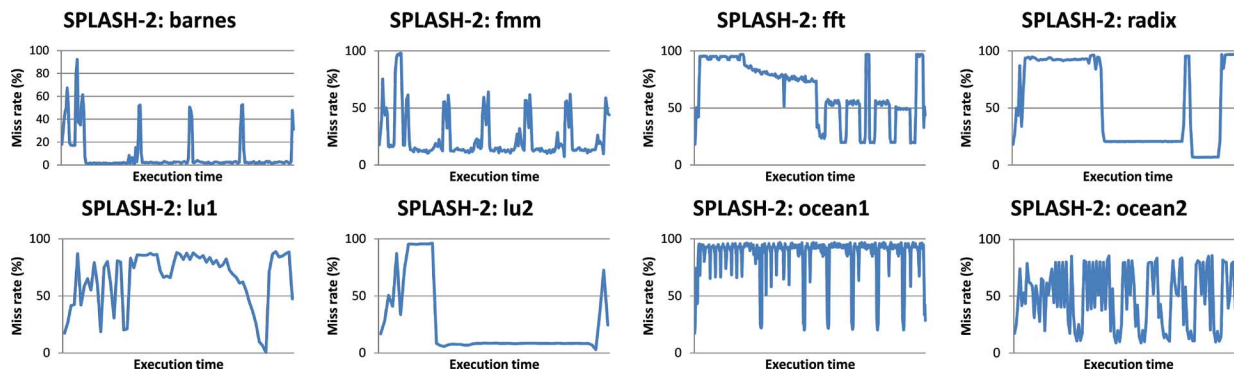 SPLASH-2: barnes
Miss rate (%)
100
80
60
40
20
0
Execution time
SPLASH-2: fmm
Miss rate (%)
100
50
0
Execution time
SPLASH-2: fft
Miss rate (%)
100
50
0
Execution time
SPLASH-2: radix
Miss rate (%)
100
50
0
Execution time
SPLASH-2: lu1
Miss rate (%)
100
50
0
Execution time
SPLASH-2: lu2
Miss rate (%)
100
50
0
Execution time
SPLASH-2: ocean1
Miss rate (%)
100
50
0
Execution time
SPLASH-2: ocean2
Miss rate (%)
100
50
0
Execution time